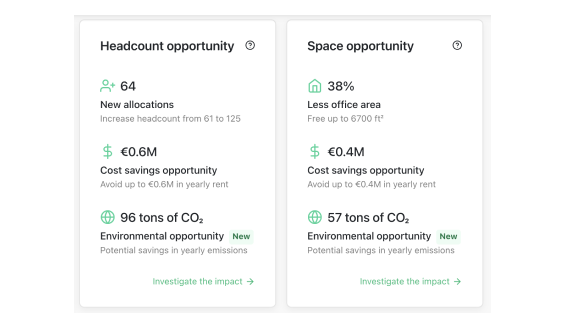 Headcount opportunity
64
New allocations
Increase headcount from 61 to 125
€0.6M
Cost savings opportunity
Avoid up to €0.6M in yearly rent
96 tons of CO₂
Environmental opportunity New
Potential savings in yearly emissions
Investigate the impact →
Space opportunity
38%
Less office area
Free up to 6700 ft²
€0.4M
Cost savings opportunity
Avoid up to €0.4M in yearly rent
57 tons of CO₂
Environmental opportunity New
Potential savings in yearly emissions
Investigate the impact →